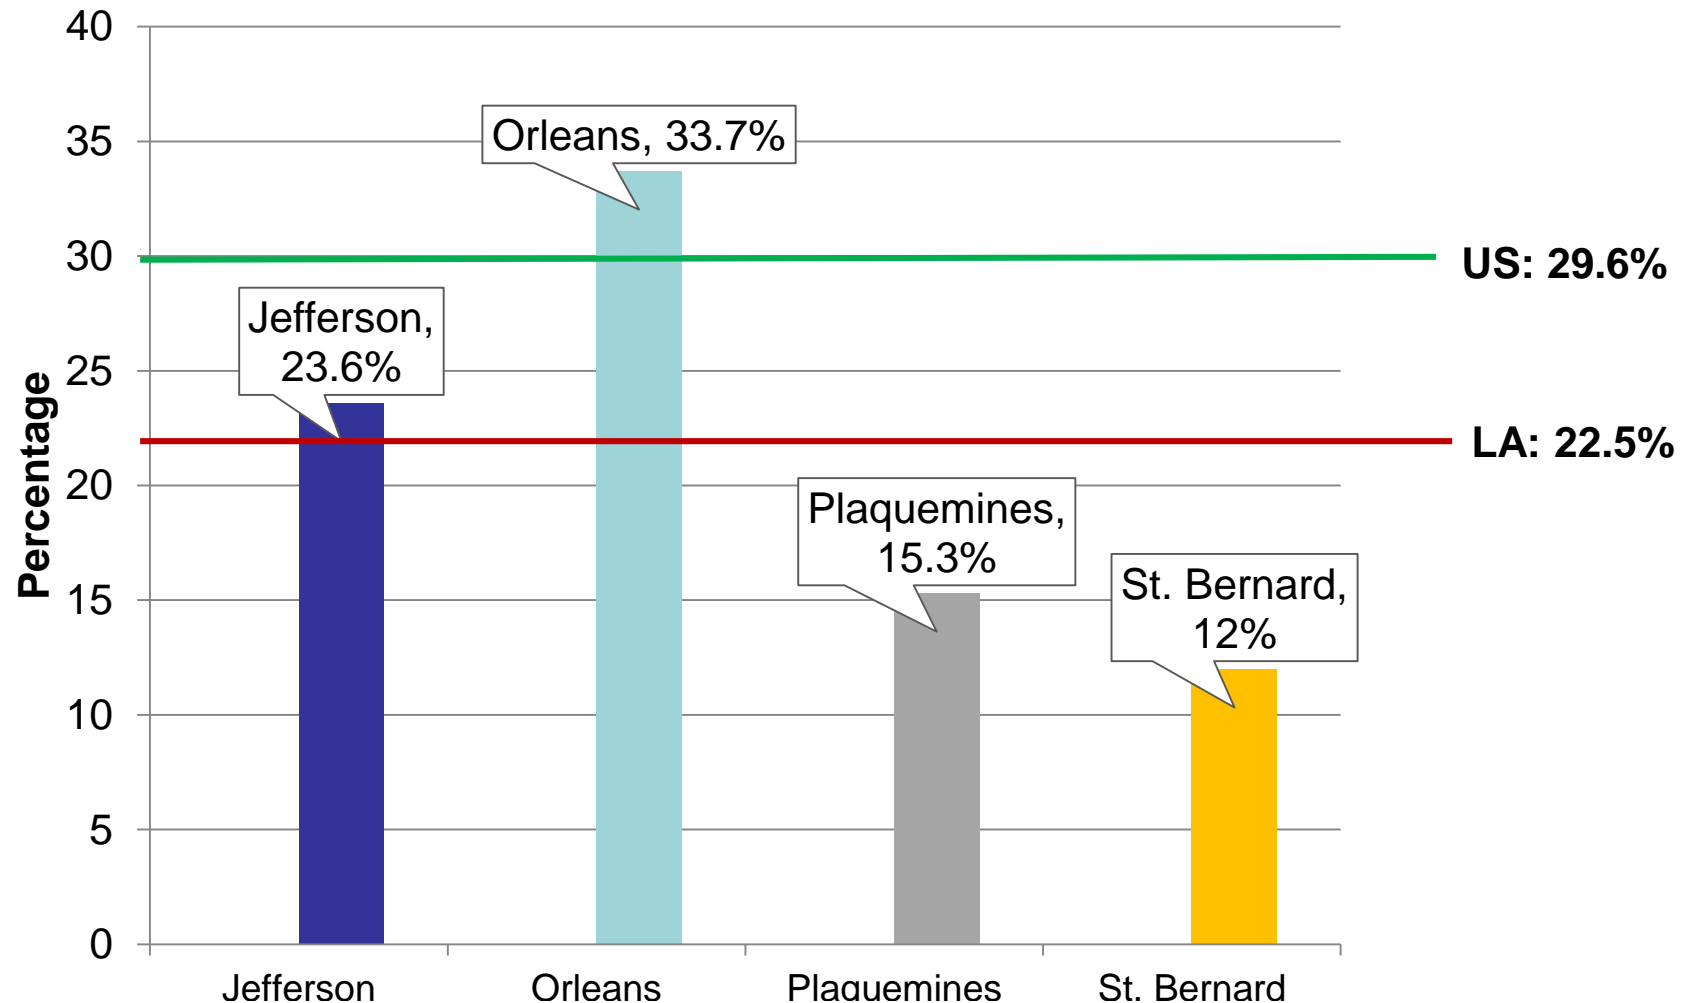 40
35
30
25
20
15
10
5
0
Percentage
Orleans, 33.7%
US: 29.6%
Jefferson,
23.6%
LA: 22.5%
Plaquemines,
15.3%
St. Bernard,
12%
Jefferson
Orleans
Plaquemines
St. Bernard